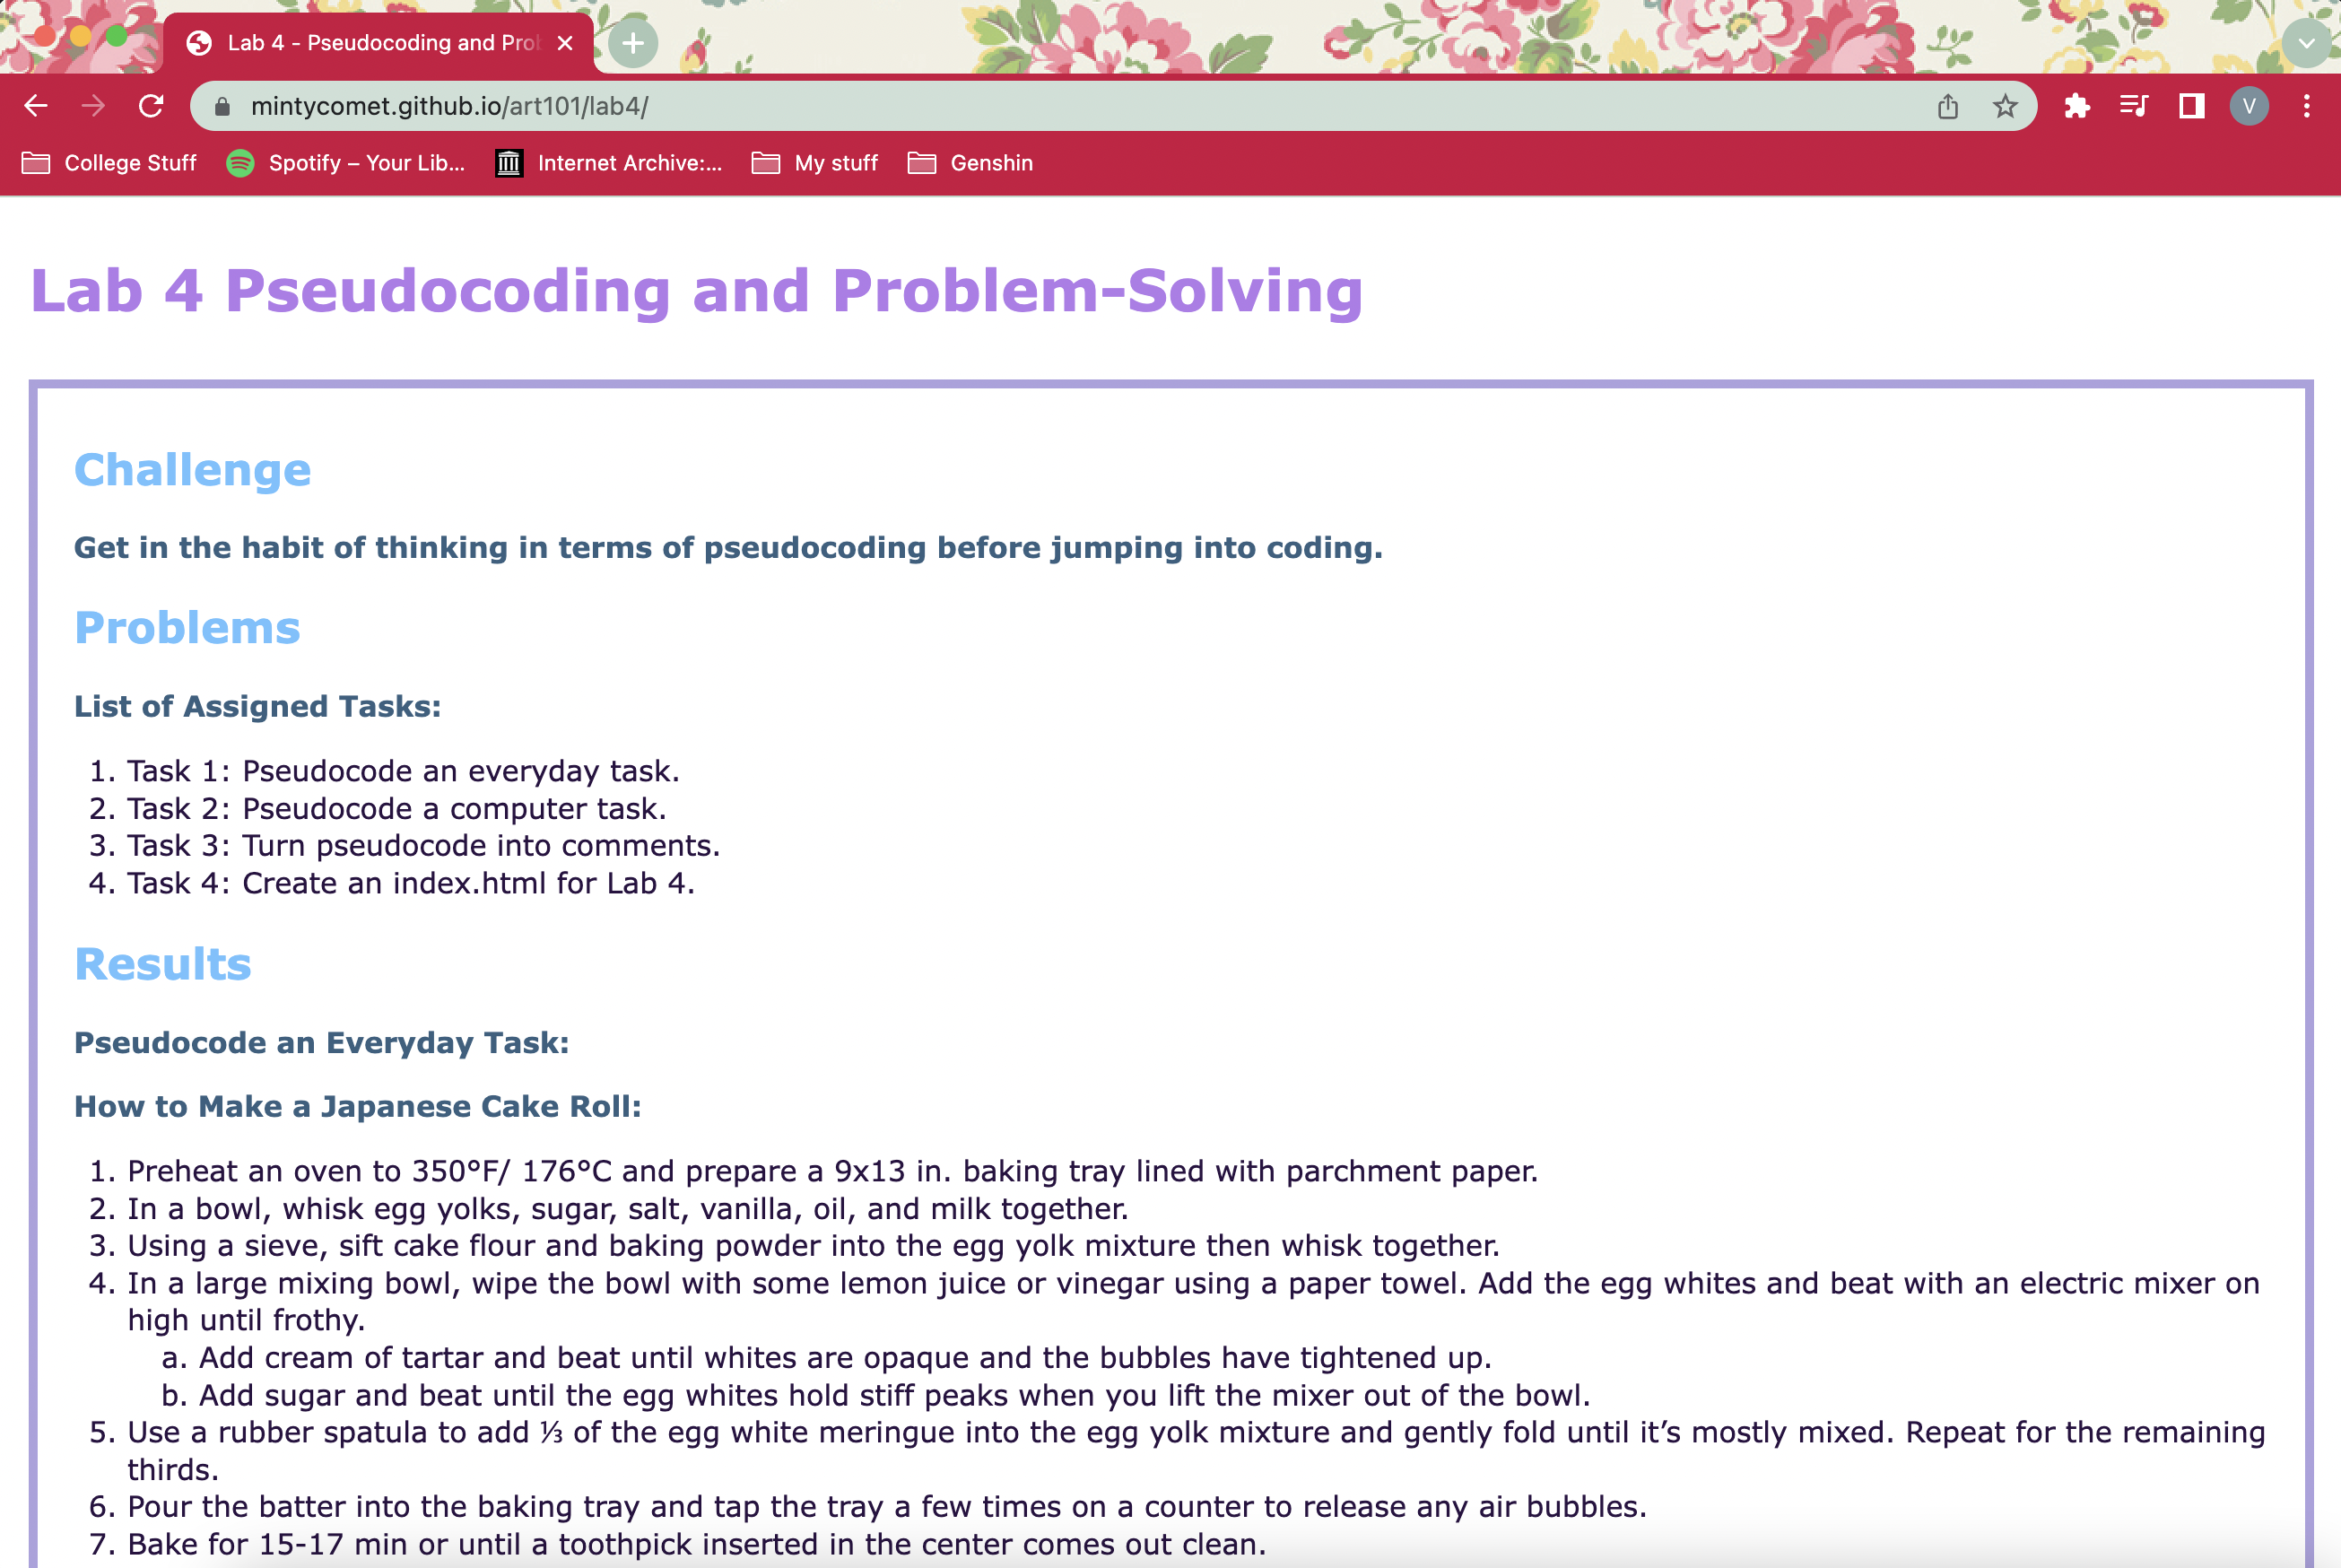 Lab 4 - Pseudocoding and Pro
mintycomet.github.io/art101/lab4/
V
College Stuff
Spotify – Your Lib...
Internet Archive:...
My stuff
Genshin
Lab 4 Pseudocoding and Problem-Solving
Challenge
Get in the habit of thinking in terms of pseudocoding before jumping into coding.
Problems
List of Assigned Tasks:
1. Task 1: Pseudocode an everyday task.
2. Task 2: Pseudocode a computer task.
3. Task 3: Turn pseudocode into comments.
4. Task 4: Create an index.html for Lab 4.
Results
Pseudocode an Everyday Task:
How to Make a Japanese Cake Roll:
1. Preheat an oven to 350°F/ 176°C and prepare a 9x13 in. baking tray lined with parchment paper.
2. In a bowl, whisk egg yolks, sugar, salt, vanilla, oil, and milk together.
3. Using a sieve, sift cake flour and baking powder into the egg yolk mixture then whisk together.
4. In a large mixing bowl, wipe the bowl with some lemon juice or vinegar using a paper towel. Add the egg whites and beat with an electric mixer on
high until frothy.
a. Add cream of tartar and beat until whites are opaque and the bubbles have tightened up.
b. Add sugar and beat until the egg whites hold stiff peaks when you lift the mixer out of the bowl.
5. Use a rubber spatula to add ⅓ of the egg white meringue into the egg yolk mixture and gently fold until it’s mostly mixed. Repeat for the remaining
thirds.
6. Pour the batter into the baking tray and tap the tray a few times on a counter to release any air bubbles.
7. Bake for 15-17 min or until a toothpick inserted in the center comes out clean.